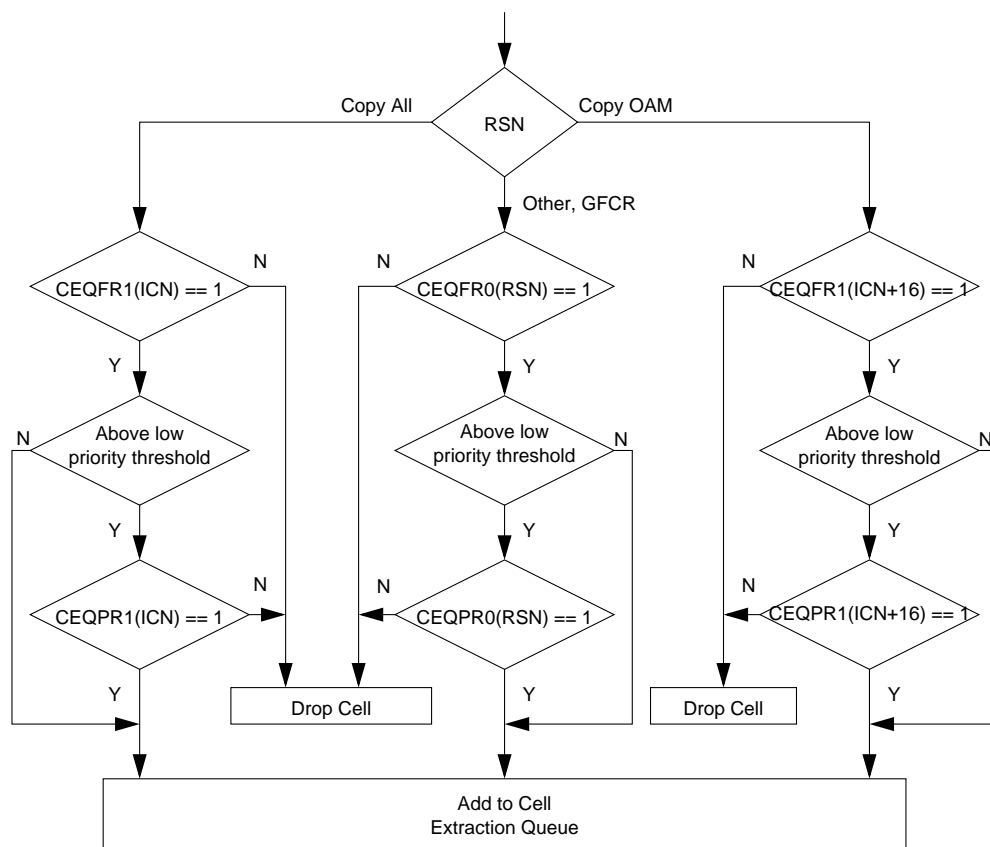 Copy All
RSN
Copy OAM
Other, GFCR
CEQFR1(ICN) == 1
N
N
CEQFR0(RSN) == 1
N
CEQFR1(ICN+16) == 1
Y
Y
Y
N
Above low
priority threshold
Above low
priority threshold
N
Above low
priority threshold
N
Y
Y
Y
CEQPR1(ICN) == 1
N
N
CEQPR0(RSN) == 1
N
CEQPR1(ICN+16) == 1
Y
Drop Cell
Y
Drop Cell
Y
Add to Cell
Extraction Queue